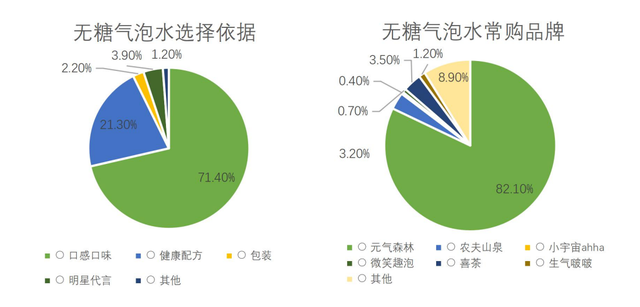 无糖气泡水选择依据
3.90%
1.20%
2.20%
21.30%
71.40%
口感口味
健康配方
包装
明星代言
其他
无糖气泡水常购品牌
1.20%
3.50%
8.90%
0.40%
0.70%
3.20%
82.10%
元气森林
农夫山泉
小宇宙ahha
微笑趣泡
喜茶
生气啵啵
其他